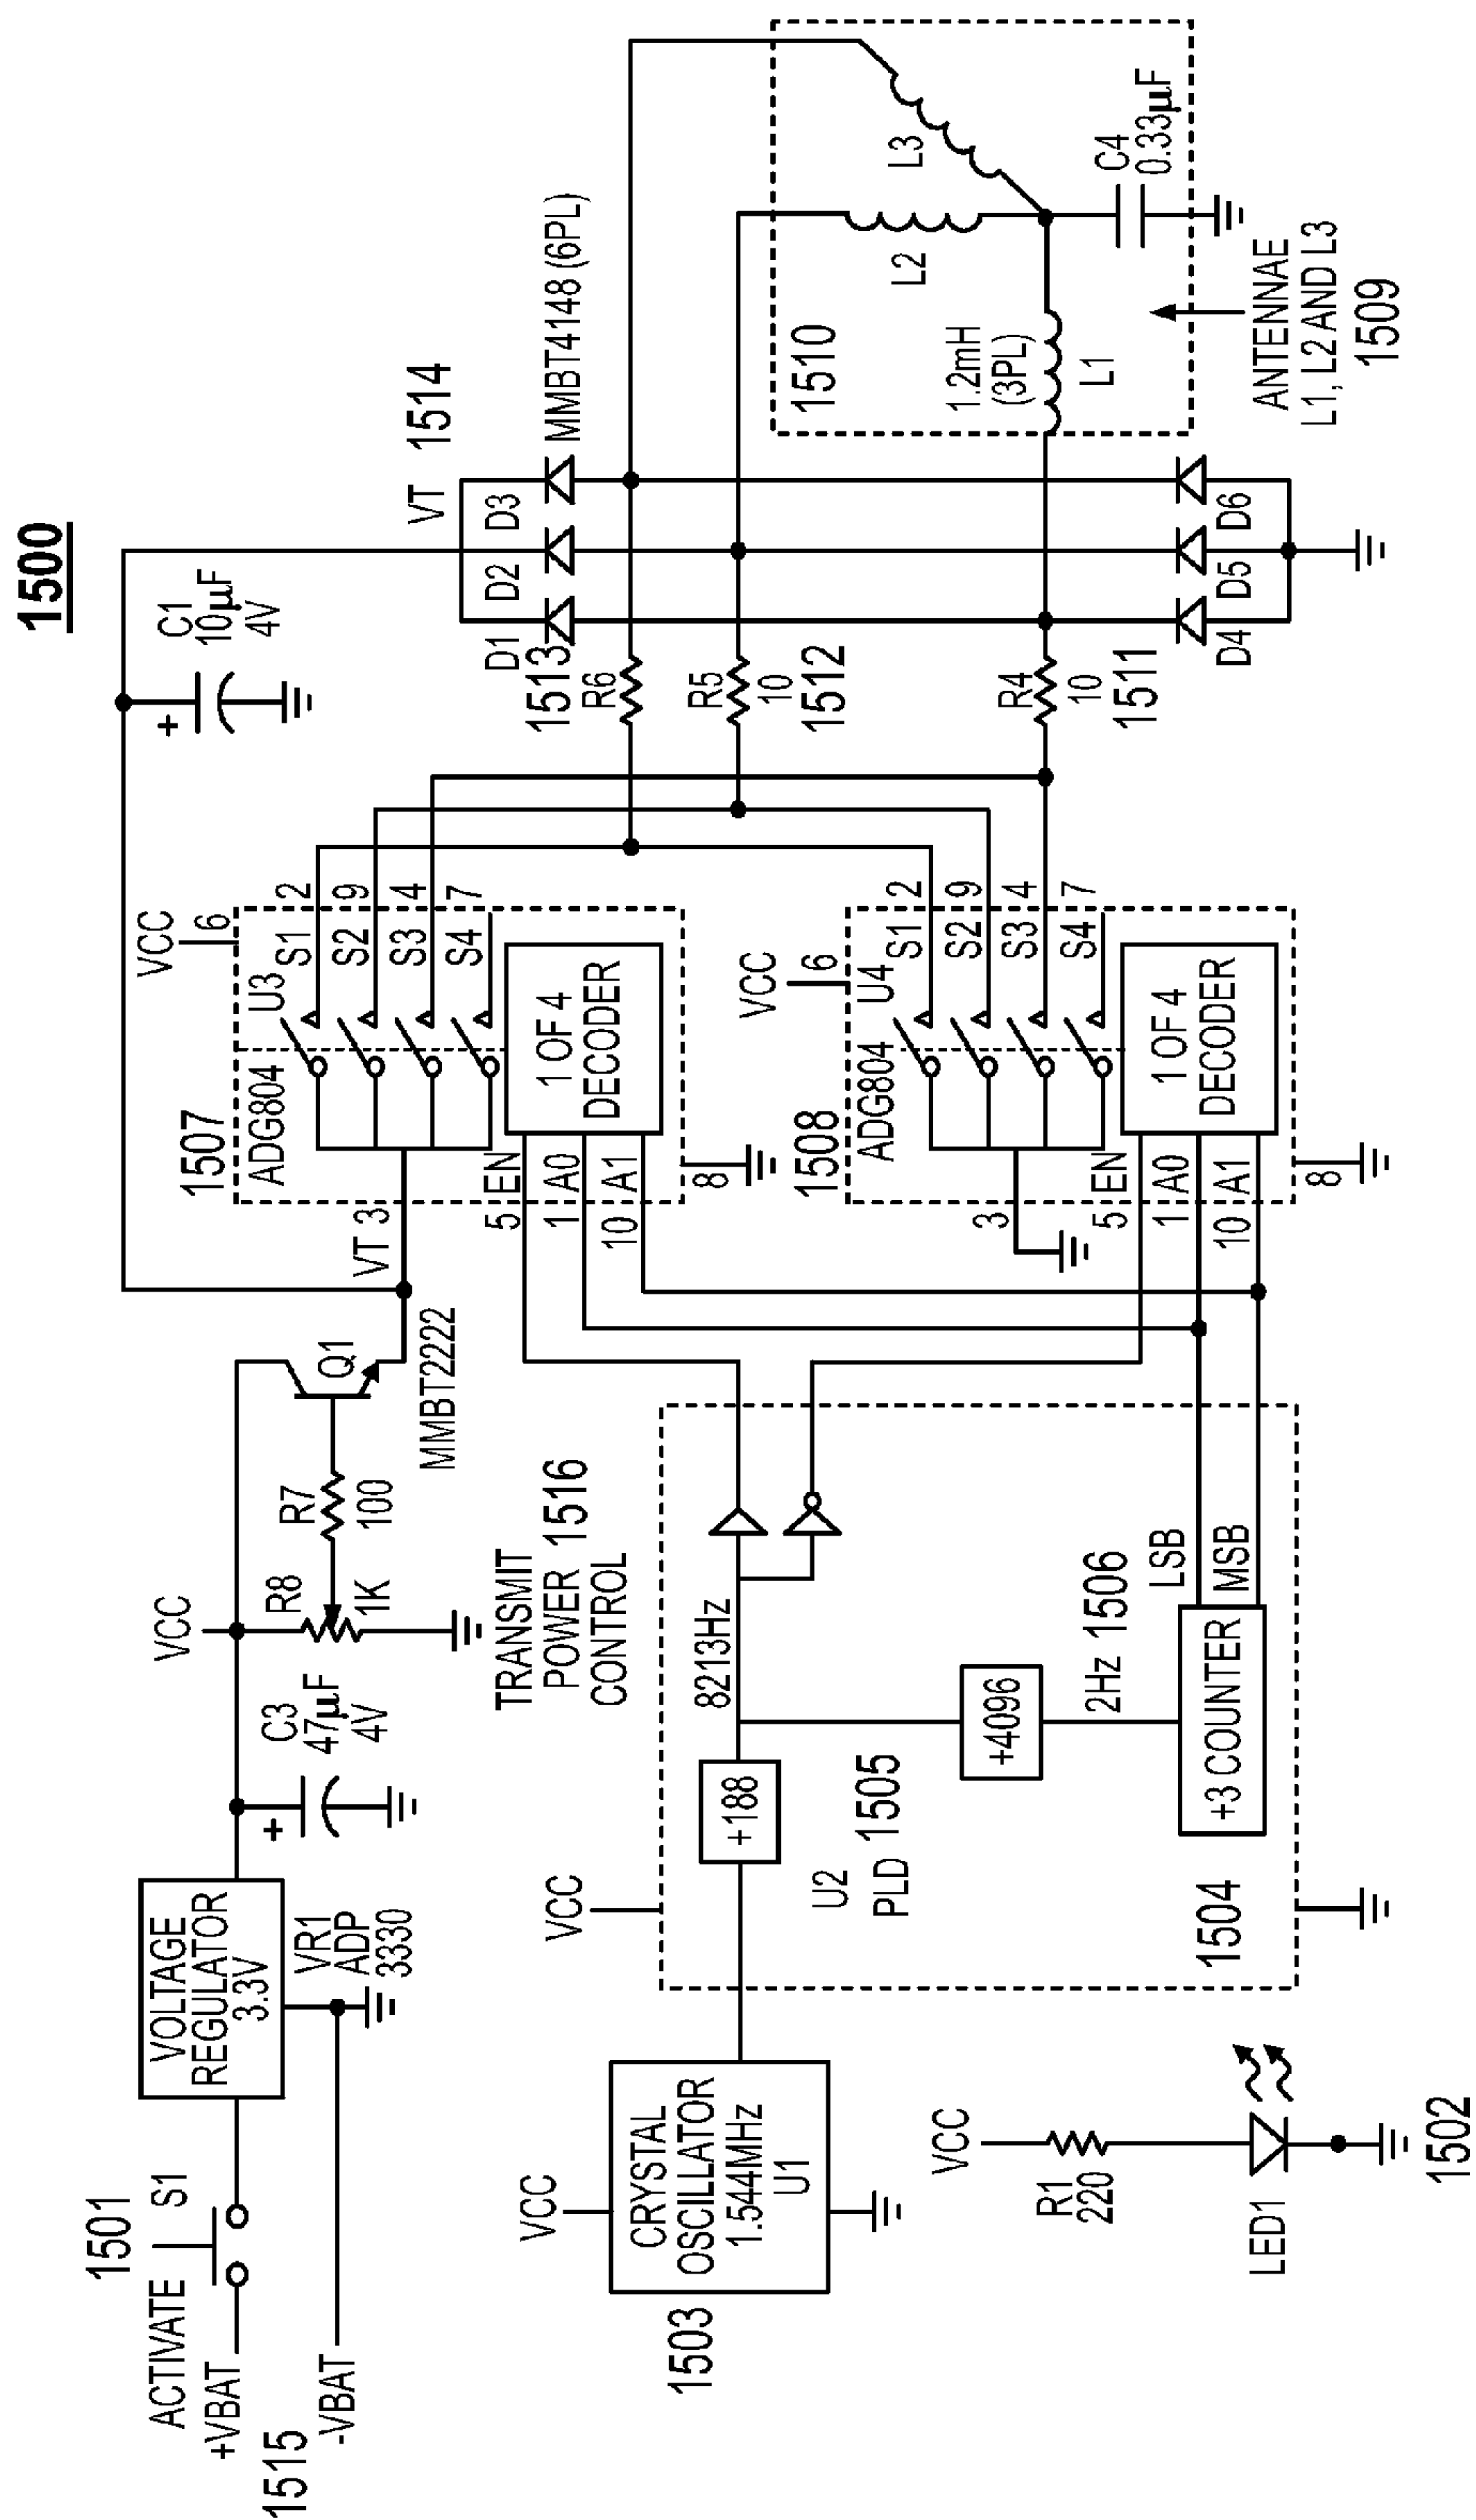 1500
1501
ACTIVATE
S1
+VBAT
1515
-VBAT
VOLTAGE
REGULATOR
3.3V
VR1
ADP
3330
C3
47µF
4V
VCC
R8
1K
R7
100
Q1
MMBT2222
TRANSMIT
POWER 1516
CONTROL
VT 3
C1
10µF
4V
1507
ADG804
U3
VCC
6
S1 2
S2 9
S3 4
S4 7
1 OF 4
DECODER
5 EN
1 A0
10 A1
8
1508
ADG804
U4
VCC
6
S1 2
S2 9
S3 4
S4 7
1 OF 4
DECODER
3
5 EN
1 A0
10 A1
8
1503
VCC
CRYSTAL
OSCILLATOR
1.544MHz
U1
VCC
+188
8213Hz
U2
PLD 1505
+4096
2Hz 1506
1504
+3 COUNTER
LSB
MSB
VCC
R1
220
LED1
1502
VT 1514
D1
D2
D3
MMBT4148 (6PL)
1513
R6
R5
10
1512
R4
10
1511
D4
D5
D6
1510
1.2mH
(3PL)
L1
L2
L3
C4
0.33µF
ANTENNAE
L1, L2 AND L3
1509